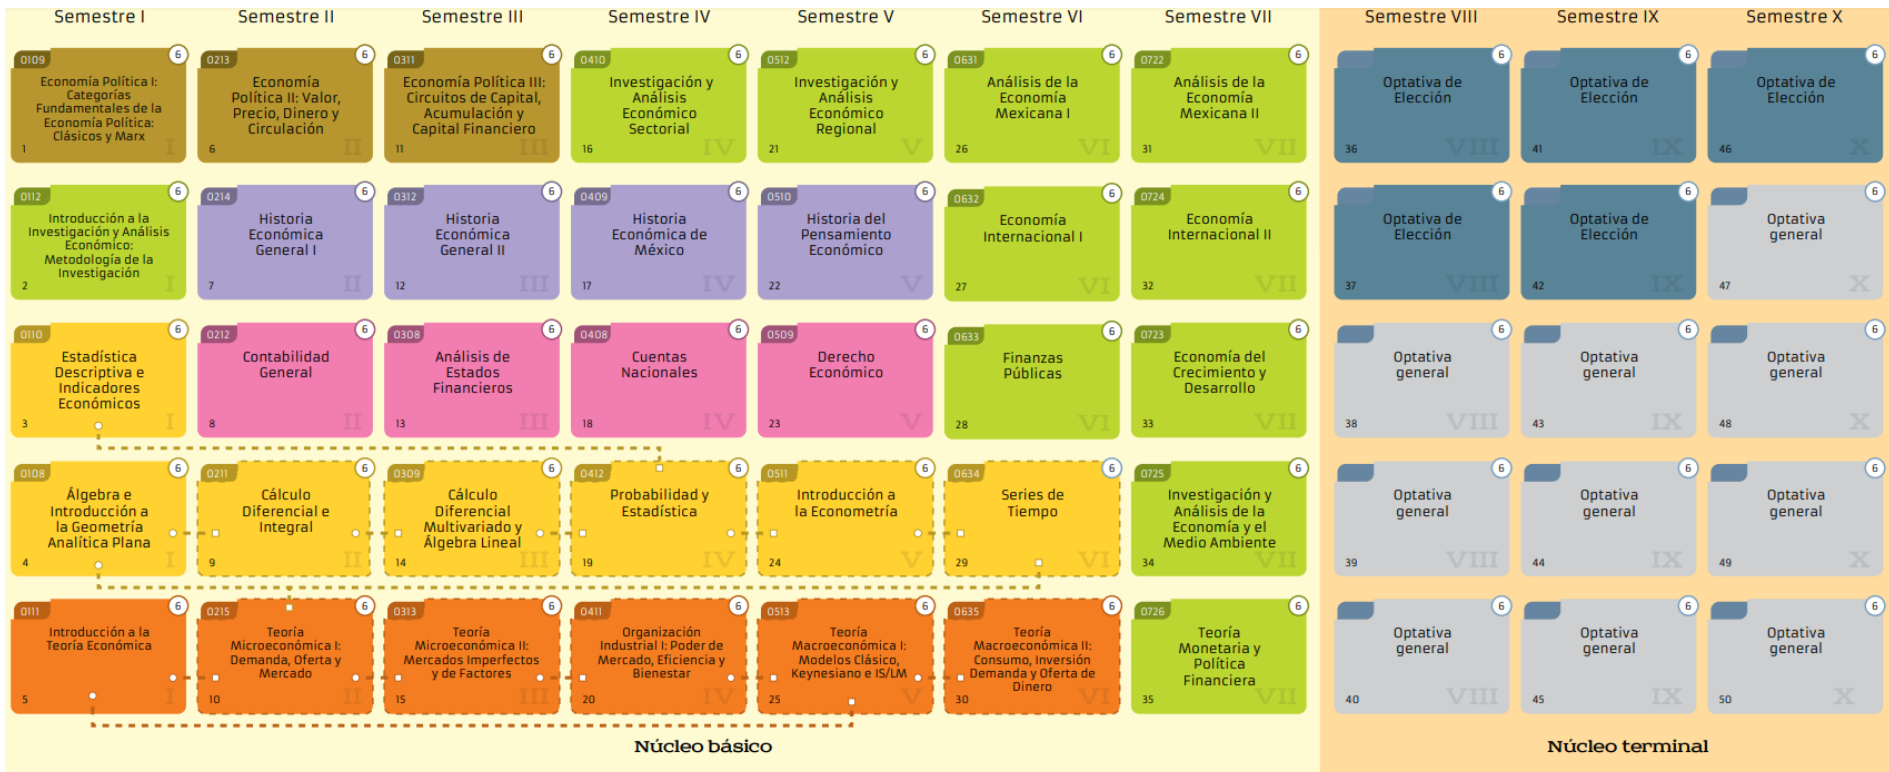 Semestre I
Semestre II
Semestre III
Semestre IV
Semestre V
Semestre VI
Semestre VII
Semestre VIII
Semestre IX
Semestre X
0109
6
Economía Política I:
Categorías
Fundamentales de la
Economía Política:
Clásicos y Marx
1
I
0213
6
Economía
Política II: Valor,
Precio, Dinero y
Circulación
6
II
0311
6
Economía Política III:
Circuitos de Capital,
Acumulación y
Capital Financiero
11
III
0410
6
Investigación y
Análisis
Económico
Sectorial
16
IV
0512
6
Investigación y
Análisis
Económico
Regional
21
V
0631
6
Análisis de la
Economía
Mexicana I
26
VI
0722
6
Análisis de la
Economía
Mexicana II
31
VII
6
Optativa de
Elección
36
VIII
6
Optativa de
Elección
41
IX
6
Optativa de
Elección
46
X
0112
6
Introducción a la
Investigación y Análisis
Económico:
Metodología de la
Investigación
2
I
0214
6
Historia
Económica
General I
7
II
0312
6
Historia
Económica
General II
12
III
0409
6
Historia
Económica de
México
17
IV
0510
6
Historia del
Pensamiento
Económico
22
V
0632
6
Economía
Internacional I
27
VI
0724
6
Economía
Internacional II
32
VII
6
Optativa de
Elección
37
VIII
6
Optativa de
Elección
42
IX
6
Optativa
general
47
X
0110
6
Estadística
Descriptiva e
Indicadores
Económicos
3
I
0212
6
Contabilidad
General
8
II
0308
6
Análisis de
Estados
Financieros
13
III
0408
6
Cuentas
Nacionales
18
IV
0509
6
Derecho
Económico
23
V
0633
6
Finanzas
Públicas
28
VI
0723
6
Economía del
Crecimiento y
Desarrollo
33
VII
6
Optativa
general
38
VIII
6
Optativa
general
43
IX
6
Optativa
general
48
X
0108
6
Álgebra e
Introducción a
la Geometría
Analítica Plana
4
I
0211
6
Cálculo
Diferencial e
Integral
9
II
0309
6
Cálculo
Diferencial
Multivariado y
Álgebra Lineal
14
III
0412
6
Probabilidad y
Estadística
19
IV
0511
6
Introducción a
la Econometría
24
V
0634
6
Series de
Tiempo
29
VI
0725
6
Investigación y
Análisis de la
Economía y el
Medio Ambiente
34
VII
6
Optativa
general
39
VIII
6
Optativa
general
44
IX
6
Optativa
general
49
X
0111
6
Introducción a la
Teoría Económica
5
I
0215
6
Teoría
Microeconómica I:
Demanda, Oferta y
Mercado
10
II
0313
6
Teoría
Microeconómica II:
Mercados Imperfectos
y de Factores
15
III
0411
6
Organización
Industrial I: Poder de
Mercado, Eficiencia y
Bienestar
20
IV
0513
6
Teoría
Macroeconómica I:
Modelos Clásico,
Keynesiano e IS/LM
25
V
0635
6
Teoría
Macroeconómica II:
Consumo, Inversión
Demanda y Oferta de
Dinero
30
VI
0726
6
Teoría
Monetaria y
Política
Financiera
35
VII
6
Optativa
general
40
VIII
6
Optativa
general
45
IX
6
Optativa
general
50
X
Núcleo básico
Núcleo terminal